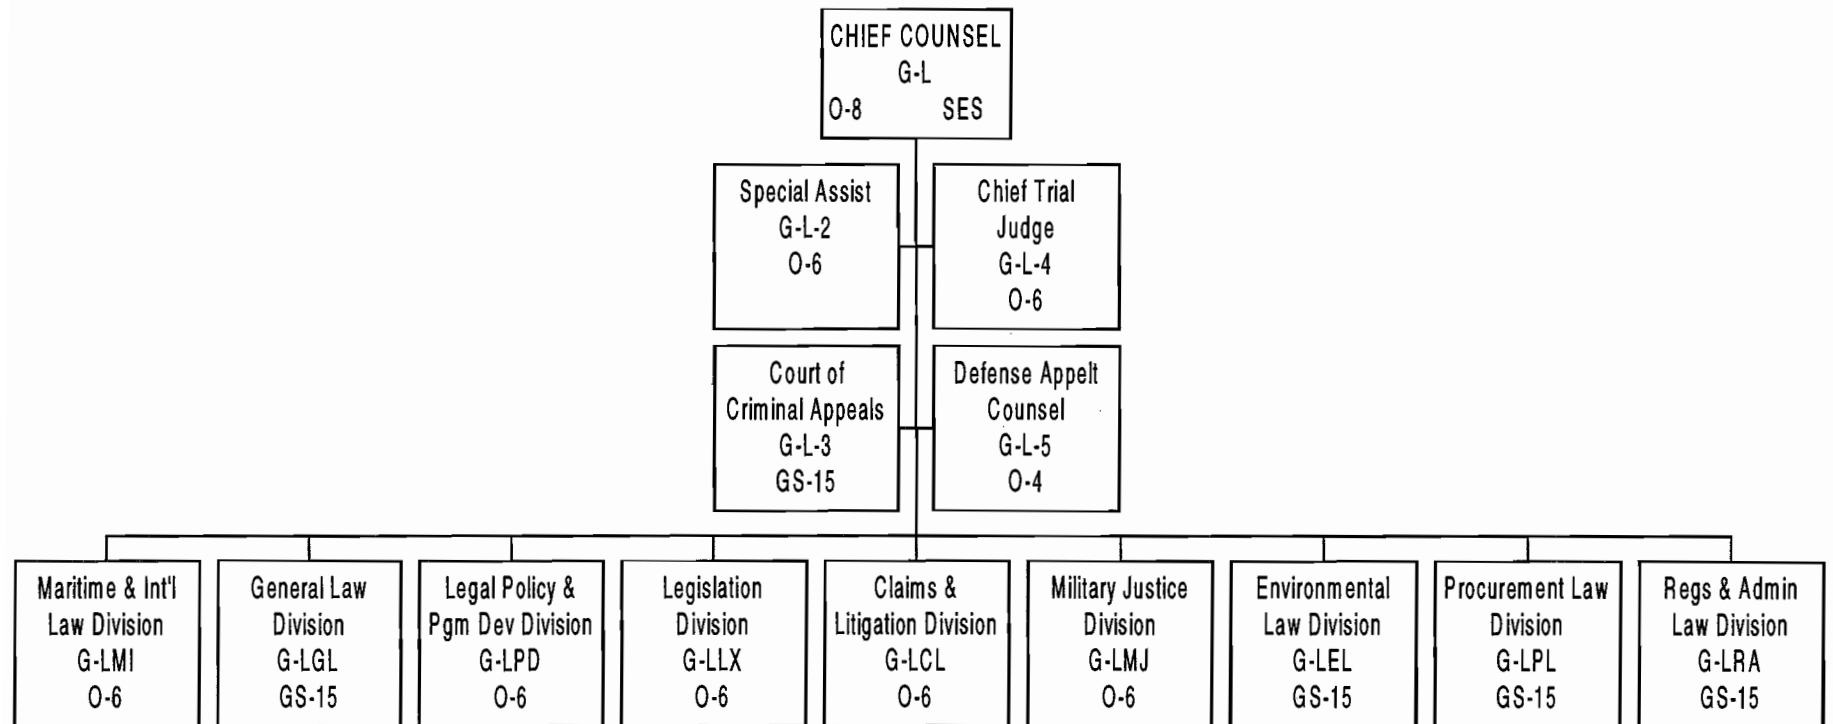 CHIEF COUNSEL
G-L
O-8 SES
Special Assist
G-L-2
O-6
Chief Trial
Judge
G-L-4
O-6
Court of
Criminal Appeals
G-L-3
GS-15
Defense Appelt
Counsel
G-L-5
O-4
Maritime & Int'l
Law Division
G-LMI
O-6
General Law
Division
G-LGL
GS-15
Legal Policy &
Pgm Dev Division
G-LPD
O-6
Legislation
Division
G-LLX
O-6
Claims &
Litigation Division
G-LCL
O-6
Military Justice
Division
G-LMJ
O-6
Environmental
Law Division
G-LEL
GS-15
Procurement Law
Division
G-LPL
GS-15
Regs & Admin
Law Division
G-LRA
GS-15